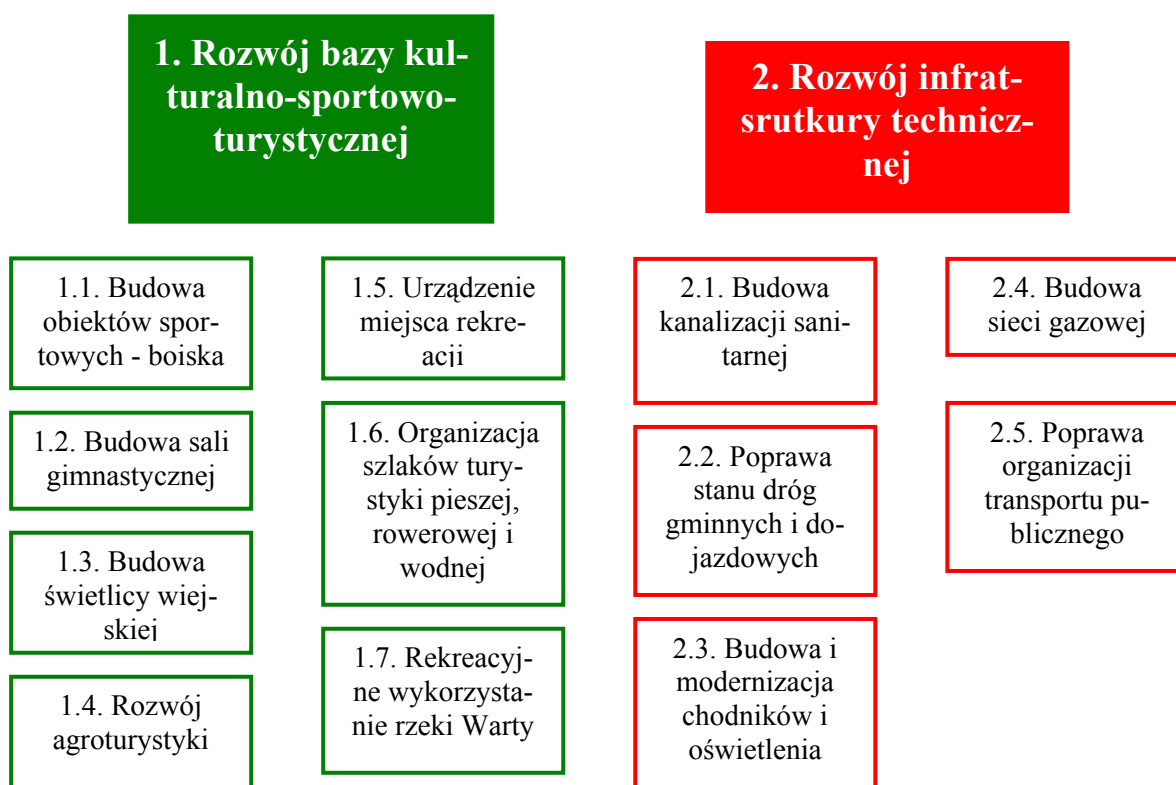 1. Rozwój bazy kul-
turalno-sportowo-
turystycznej
2. Rozwój infrat-
srutkury technicz-
nej
1.1. Budowa
obiektów spor-
towych - boiska
1.2. Budowa sali
gimnastycznej
1.3. Budowa
świetlicy wiej-
skiej
1.4. Rozwój
agroturystyki
1.5. Urządzenie
miejsca rekre-
acji
1.6. Organizacja
szlaków tury-
styki pieszej,
rowerowej i
wodnej
1.7. Rekreacyj-
ne wykorzysta-
nie rzeki Warty
2.1. Budowa
kanalizacji sani-
tarnej
2.2. Poprawa
stanu dróg
gminnych i do-
jazdowych
2.3. Budowa i
modernizacja
chodników i
oświetlenia
2.4. Budowa
sieci gazowej
2.5. Poprawa
organizacji
transportu pu-
blicznego